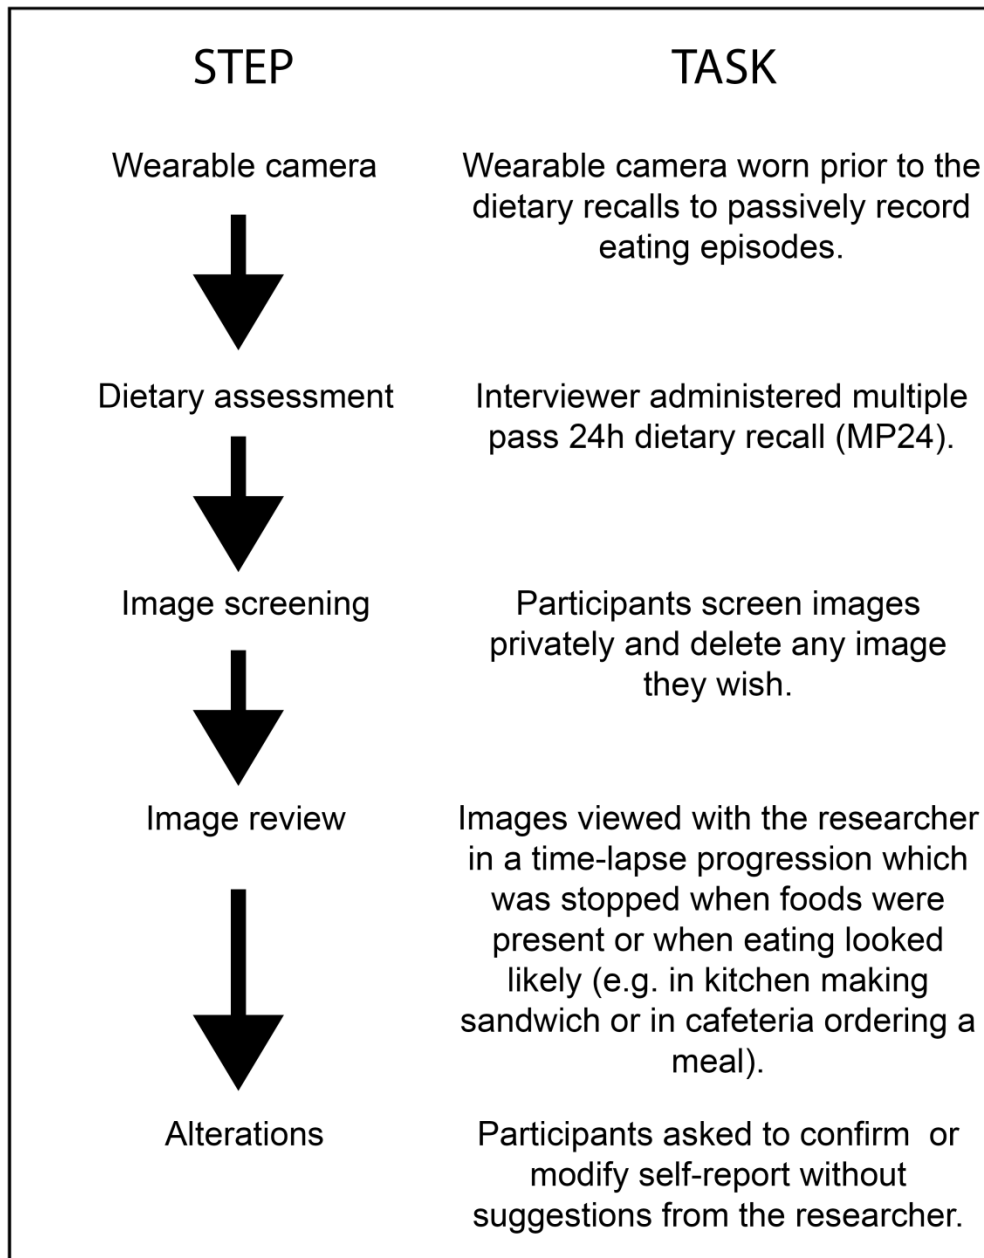 STEP TASK
Wearable camera
Wearable camera worn prior to the
dietary recalls to passively record
eating episodes.
Dietary assessment
Interviewer administered multiple
pass 24h dietary recall (MP24).
Image screening
Participants screen images
privately and delete any image
they wish.
Image review
Images viewed with the researcher
in a time-lapse progression which
was stopped when foods were
present or when eating looked
likely (e.g. in kitchen making
sandwich or in cafeteria ordering a
meal).
Alterations
Participants asked to confirm or
modify self-report without
suggestions from the researcher.